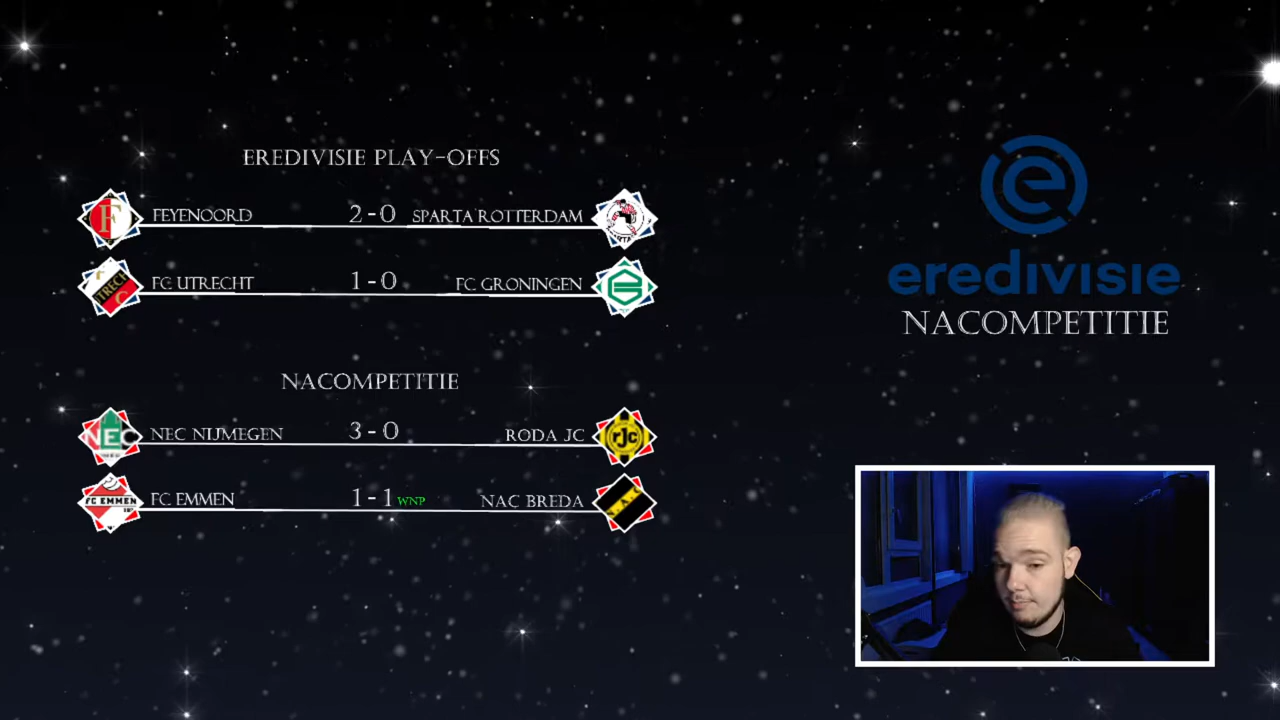 EREDIVISIE PLAY-OFFS
FEYENOORD 2-0 SPARTA ROTTERDAM
FC UTRECHT 1-0 FC GRONINGEN
NACOMPETITIE
NEC NIJMEGEN 3-0 RODA JC
FC EMMEN 1-1 WNP NAC BREDA
eredivisie
NACOMPETITIE